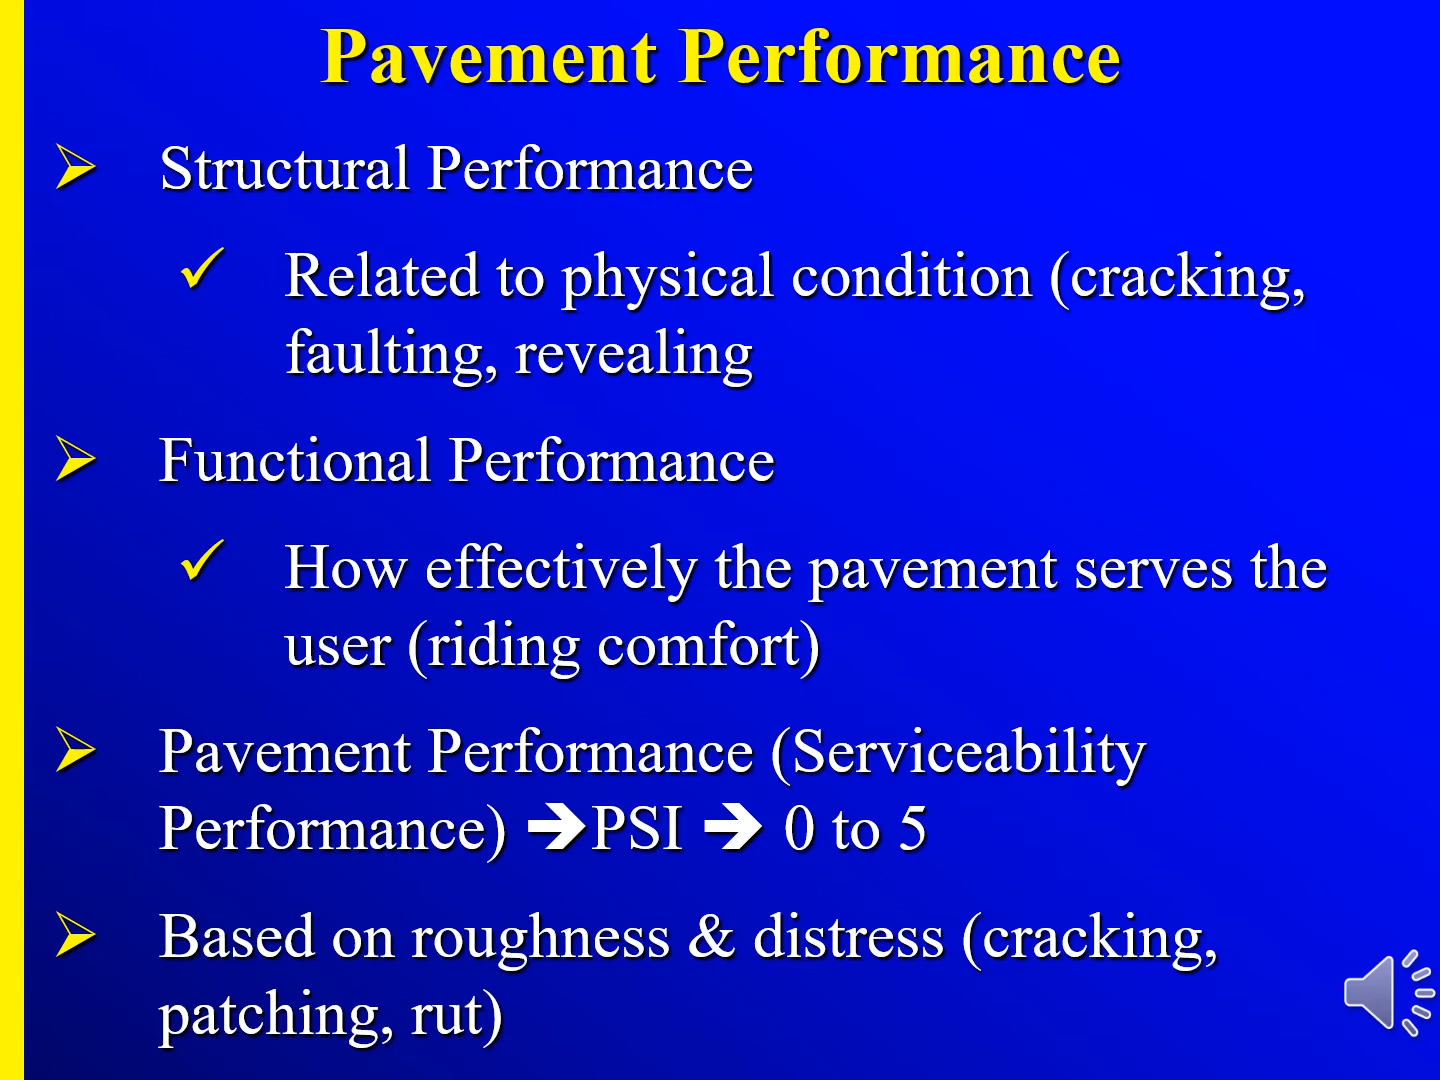 Pavement Performance
➢ Structural Performance
✓ Related to physical condition (cracking,
faulting, revealing
➢ Functional Performance
✓ How effectively the pavement serves the
user (riding comfort)
➢ Pavement Performance (Serviceability
Performance) ➔PSI ➔ 0 to 5
➢ Based on roughness & distress (cracking,
patching, rut)